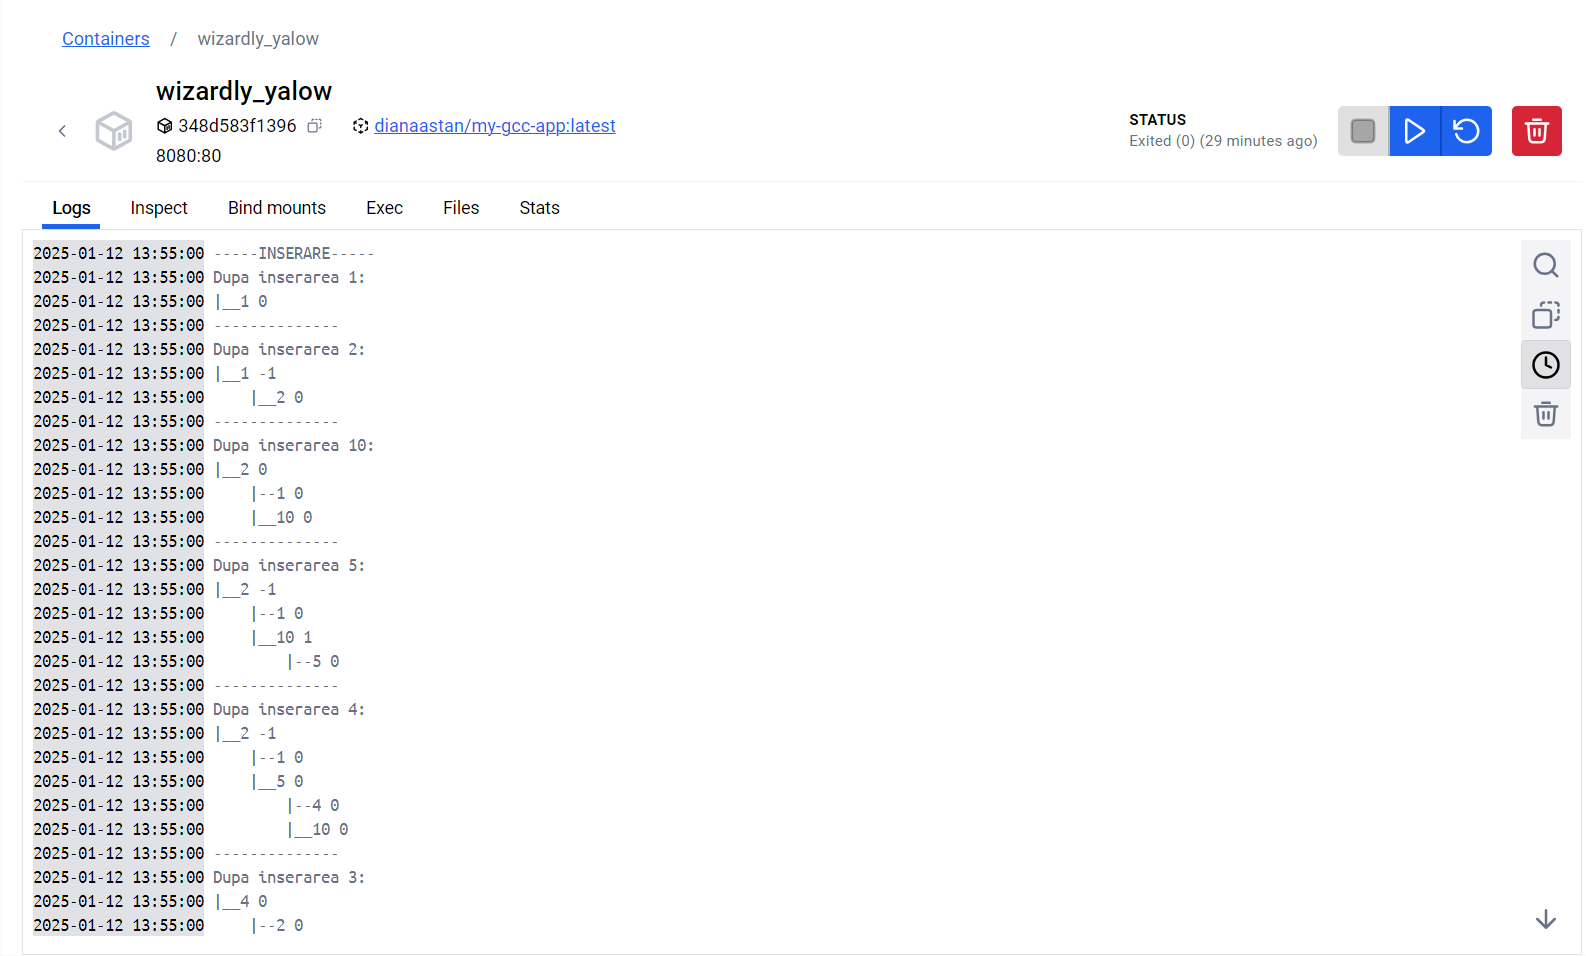 Containers / wizardly_yalow
wizardly_yalow
348d583f1396 dianaastan/my-gcc-app:latest
8080:80
STATUS
Exited (0) (29 minutes ago)
Logs Inspect Bind mounts Exec Files Stats
2025-01-12 13:55:00 -----INSERARE-----
2025-01-12 13:55:00 Dupa inserarea 1:
2025-01-12 13:55:00 |__1 0
2025-01-12 13:55:00 --------------
2025-01-12 13:55:00 Dupa inserarea 2:
2025-01-12 13:55:00 |__1 -1
2025-01-12 13:55:00     |__2 0
2025-01-12 13:55:00 --------------
2025-01-12 13:55:00 Dupa inserarea 10:
2025-01-12 13:55:00 |__2 0
2025-01-12 13:55:00     |--1 0
2025-01-12 13:55:00     |__10 0
2025-01-12 13:55:00 --------------
2025-01-12 13:55:00 Dupa inserarea 5:
2025-01-12 13:55:00 |__2 -1
2025-01-12 13:55:00     |--1 0
2025-01-12 13:55:00     |__10 1
2025-01-12 13:55:00         |--5 0
2025-01-12 13:55:00 --------------
2025-01-12 13:55:00 Dupa inserarea 4:
2025-01-12 13:55:00 |__2 -1
2025-01-12 13:55:00     |--1 0
2025-01-12 13:55:00     |__5 0
2025-01-12 13:55:00         |--4 0
2025-01-12 13:55:00         |__10 0
2025-01-12 13:55:00 --------------
2025-01-12 13:55:00 Dupa inserarea 3:
2025-01-12 13:55:00 |__4 0
2025-01-12 13:55:00     |--2 0